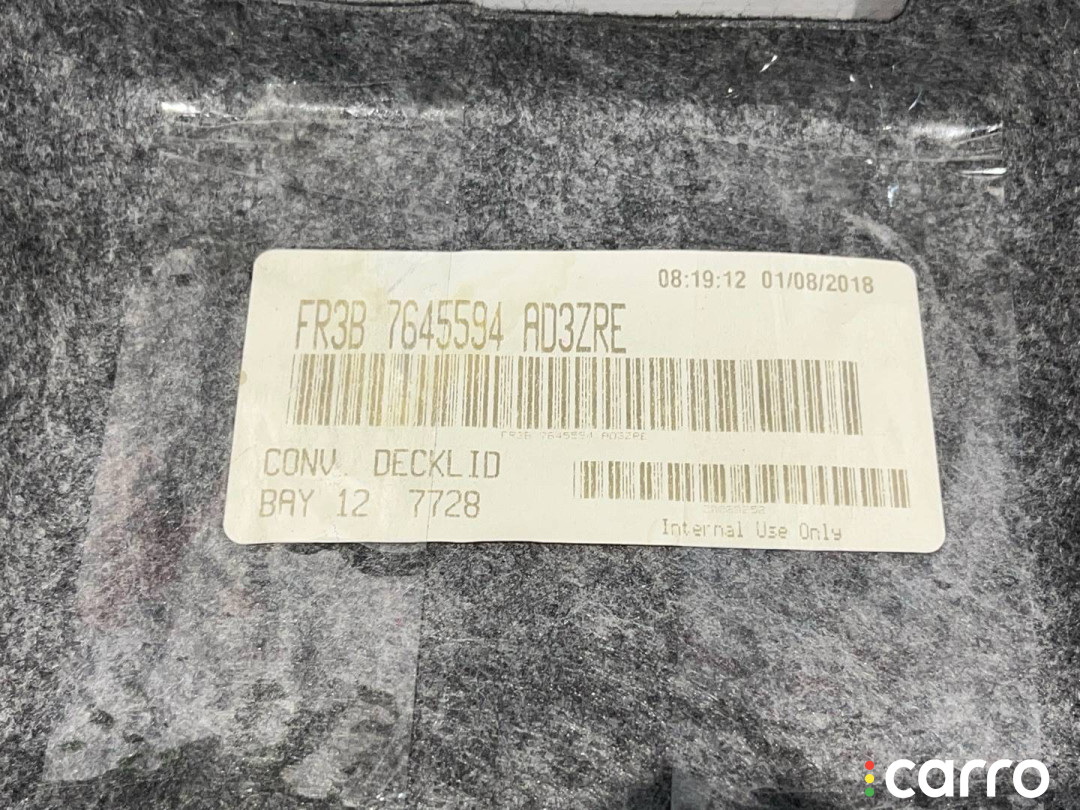 08:19:12 01/08/2018
FR3B 7645594 AD3ZRE
FR3B 7645594 AD3ZRE
CONV. DECKLID
BAY 12 7728
Internal Use Only
carro